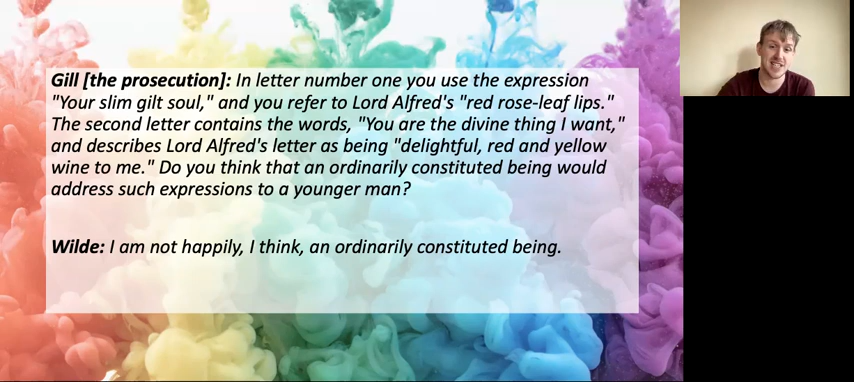 Gill [the prosecution]: In letter number one you use the expression
"Your slim gilt soul," and you refer to Lord Alfred's "red rose-leaf lips."
The second letter contains the words, "You are the divine thing I want,"
and describes Lord Alfred's letter as being "delightful, red and yellow
wine to me." Do you think that an ordinarily constituted being would
address such expressions to a younger man?
Wilde: I am not happily, I think, an ordinarily constituted being.